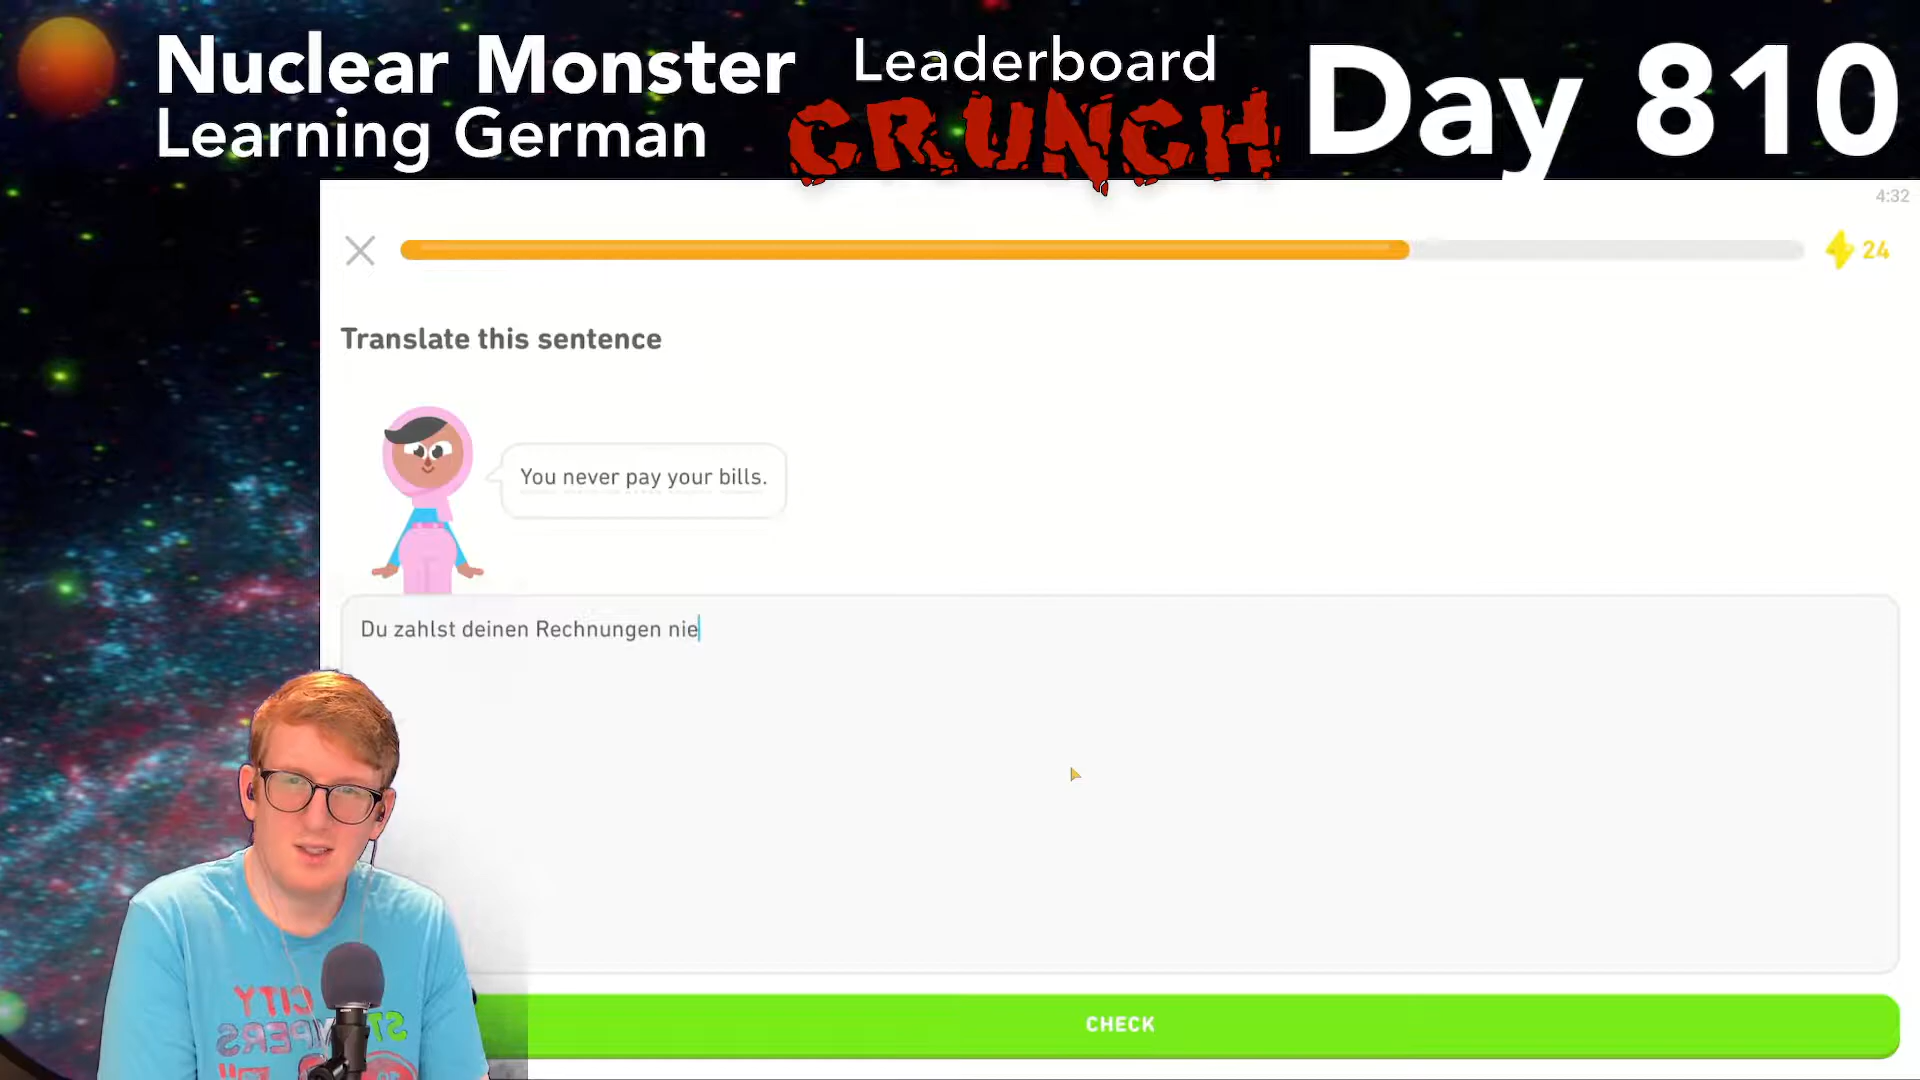 Nuclear Monster
Learning German
Leaderboard
CRUNCH
Day 810
4:32
24
Translate this sentence
You never pay your bills.
Du zahlst deinen Rechnungen nie
CITY
CHECK